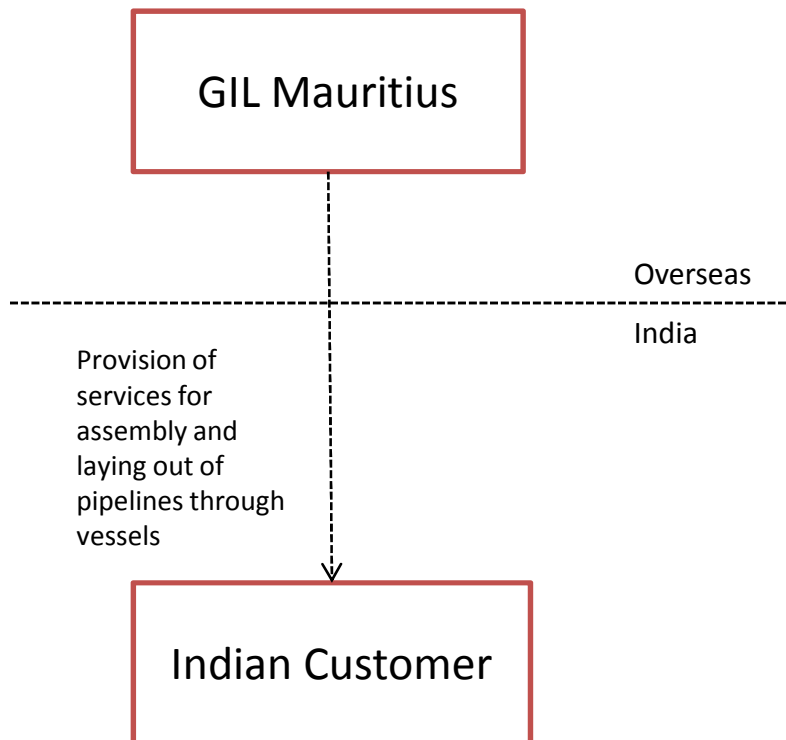 GIL Mauritius
Overseas
India
Provision of
services for
assembly and
laying out of
pipelines through
vessels
Indian Customer